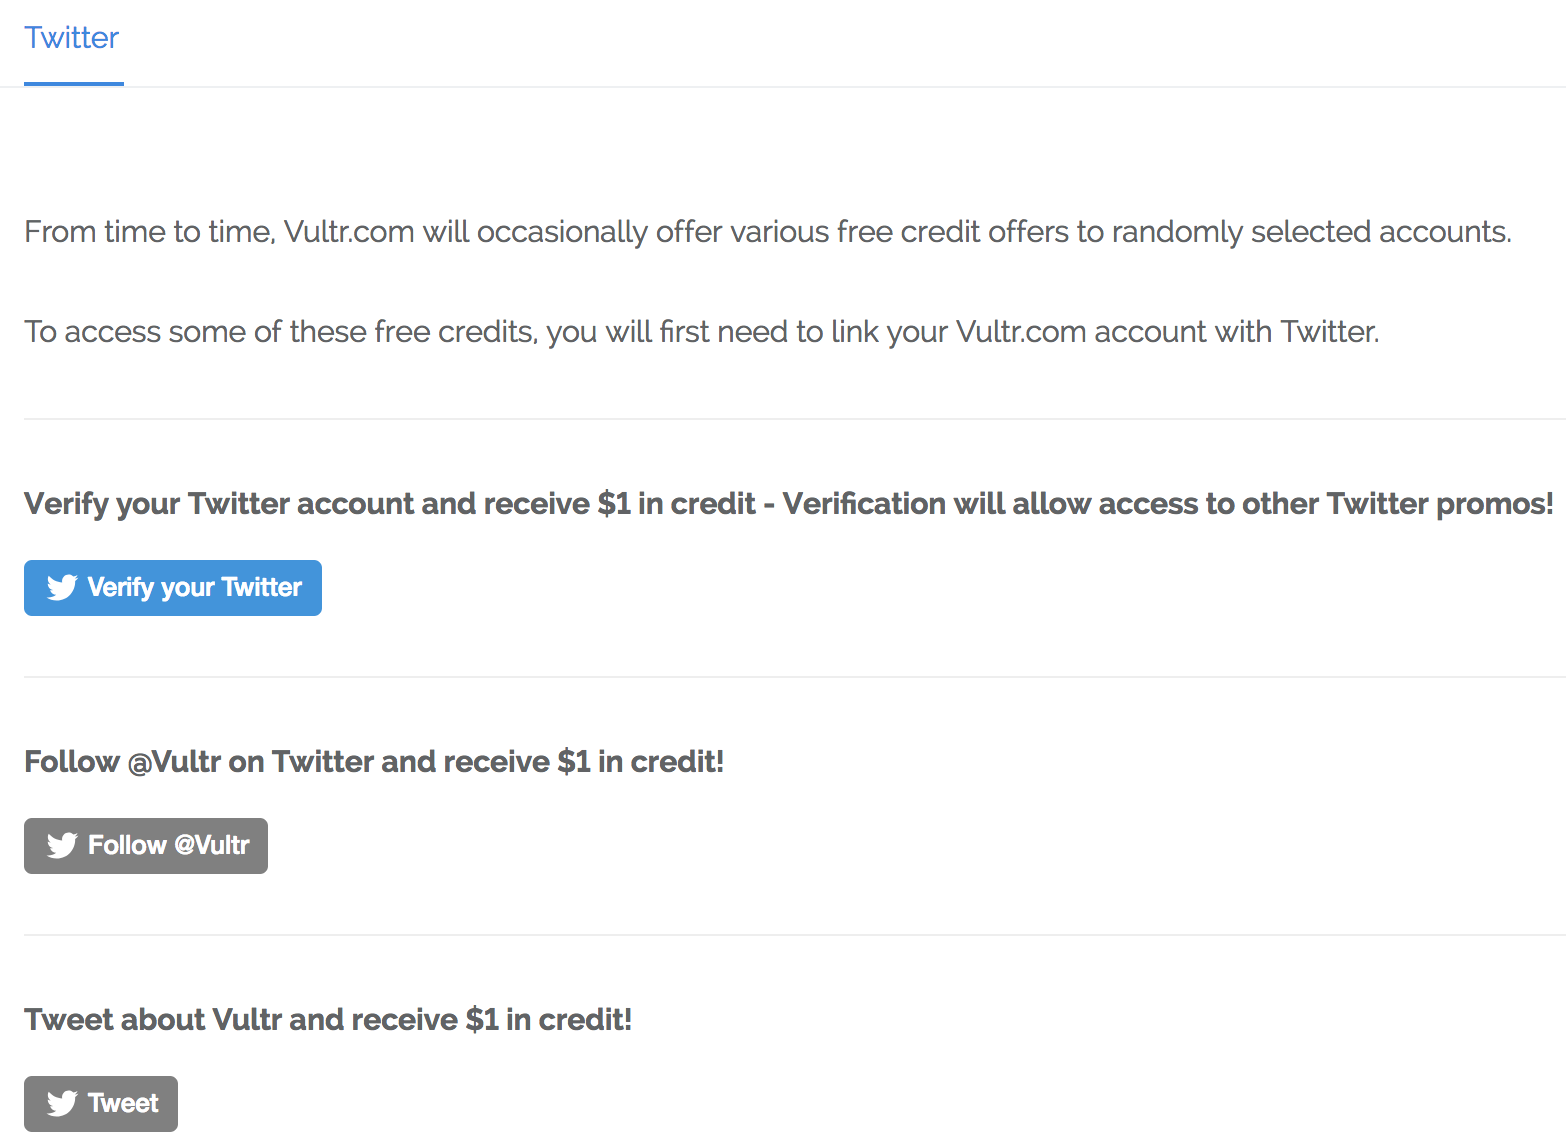 Twitter
From time to time, Vultr.com will occasionally offer various free credit offers to randomly selected accounts.
To access some of these free credits, you will first need to link your Vultr.com account with Twitter.
Verify your Twitter account and receive $1 in credit - Verification will allow access to other Twitter promos!
Verify your Twitter
Follow @Vultr on Twitter and receive $1 in credit!
Follow @Vultr
Tweet about Vultr and receive $1 in credit!
Tweet